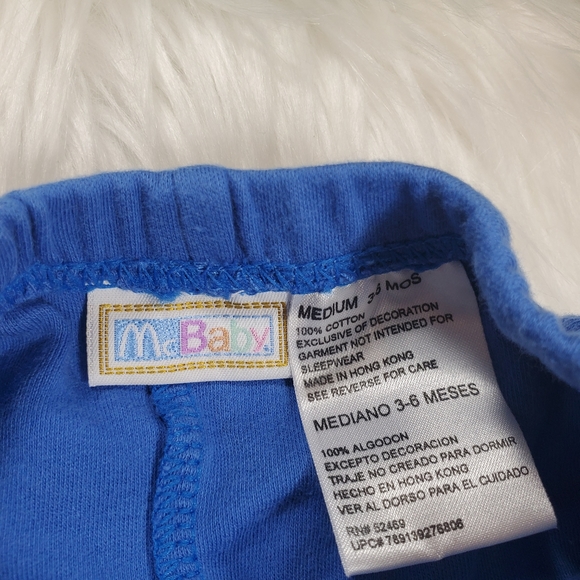 McBaby
MEDIUM 3-6 MOS
100% COTTON
EXCLUSIVE OF DECORATION
GARMENT NOT INTENDED FOR
SLEEPWEAR
MADE IN HONG KONG
SEE REVERSE FOR CARE
MEDIANO 3-6 MESES
100% ALGODON
EXCEPTO DECORACION
TRAJE NO CREADO PARA DORMIR
HECHO EN HONG KONG
VER AL DORSO PARA EL CUIDADO
RN# 52469
UPC# 789139276806